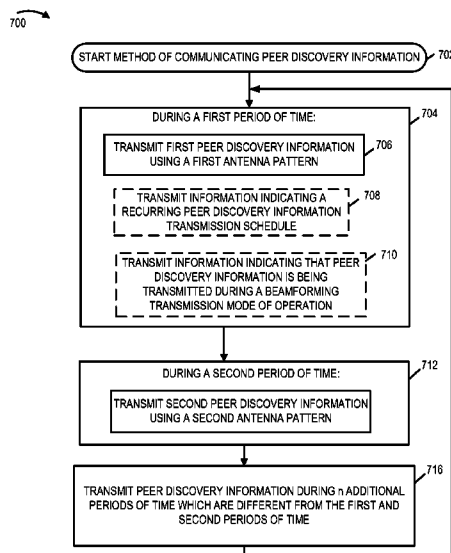 700
START METHOD OF COMMUNICATING PEER DISCOVERY INFORMATION
702
DURING A FIRST PERIOD OF TIME:
704
TRANSMIT FIRST PEER DISCOVERY INFORMATION
USING A FIRST ANTENNA PATTERN
706
TRANSMIT INFORMATION INDICATING A
RECURRING PEER DISCOVERY INFORMATION
TRANSMISSION SCHEDULE
708
TRANSMIT INFORMATION INDICATING THAT PEER
DISCOVERY INFORMATION IS BEING
TRANSMITTED DURING A BEAMFORMING
TRANSMISSION MODE OF OPERATION
710
DURING A SECOND PERIOD OF TIME:
712
TRANSMIT SECOND PEER DISCOVERY INFORMATION
USING A SECOND ANTENNA PATTERN
716
TRANSMIT PEER DISCOVERY INFORMATION DURING n ADDITIONAL
PERIODS OF TIME WHICH ARE DIFFERENT FROM THE FIRST AND
SECOND PERIODS OF TIME